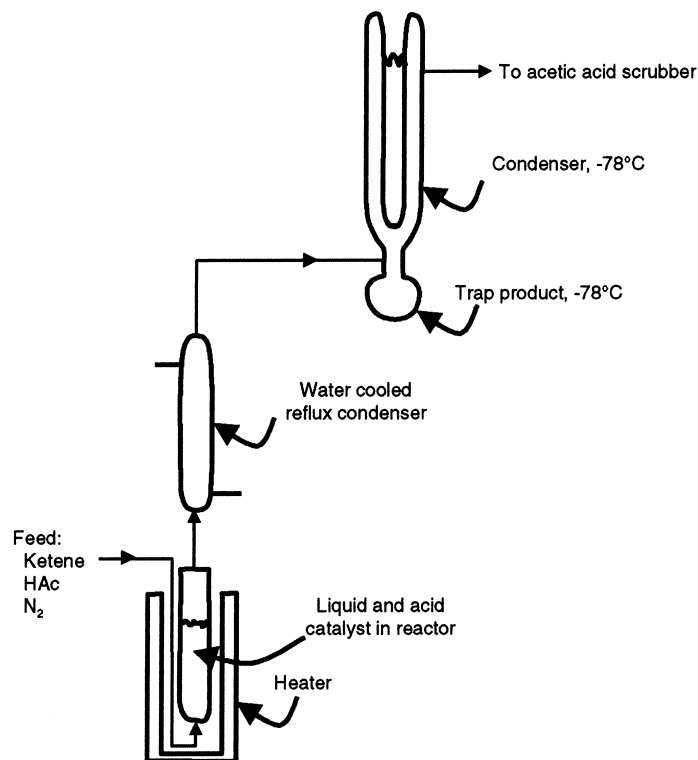 To acetic acid scrubber
Condenser, -78°C
Trap product, -78°C
Water cooled
reflux condenser
Feed:
Ketene
HAc
N₂
Liquid and acid
catalyst in reactor
Heater